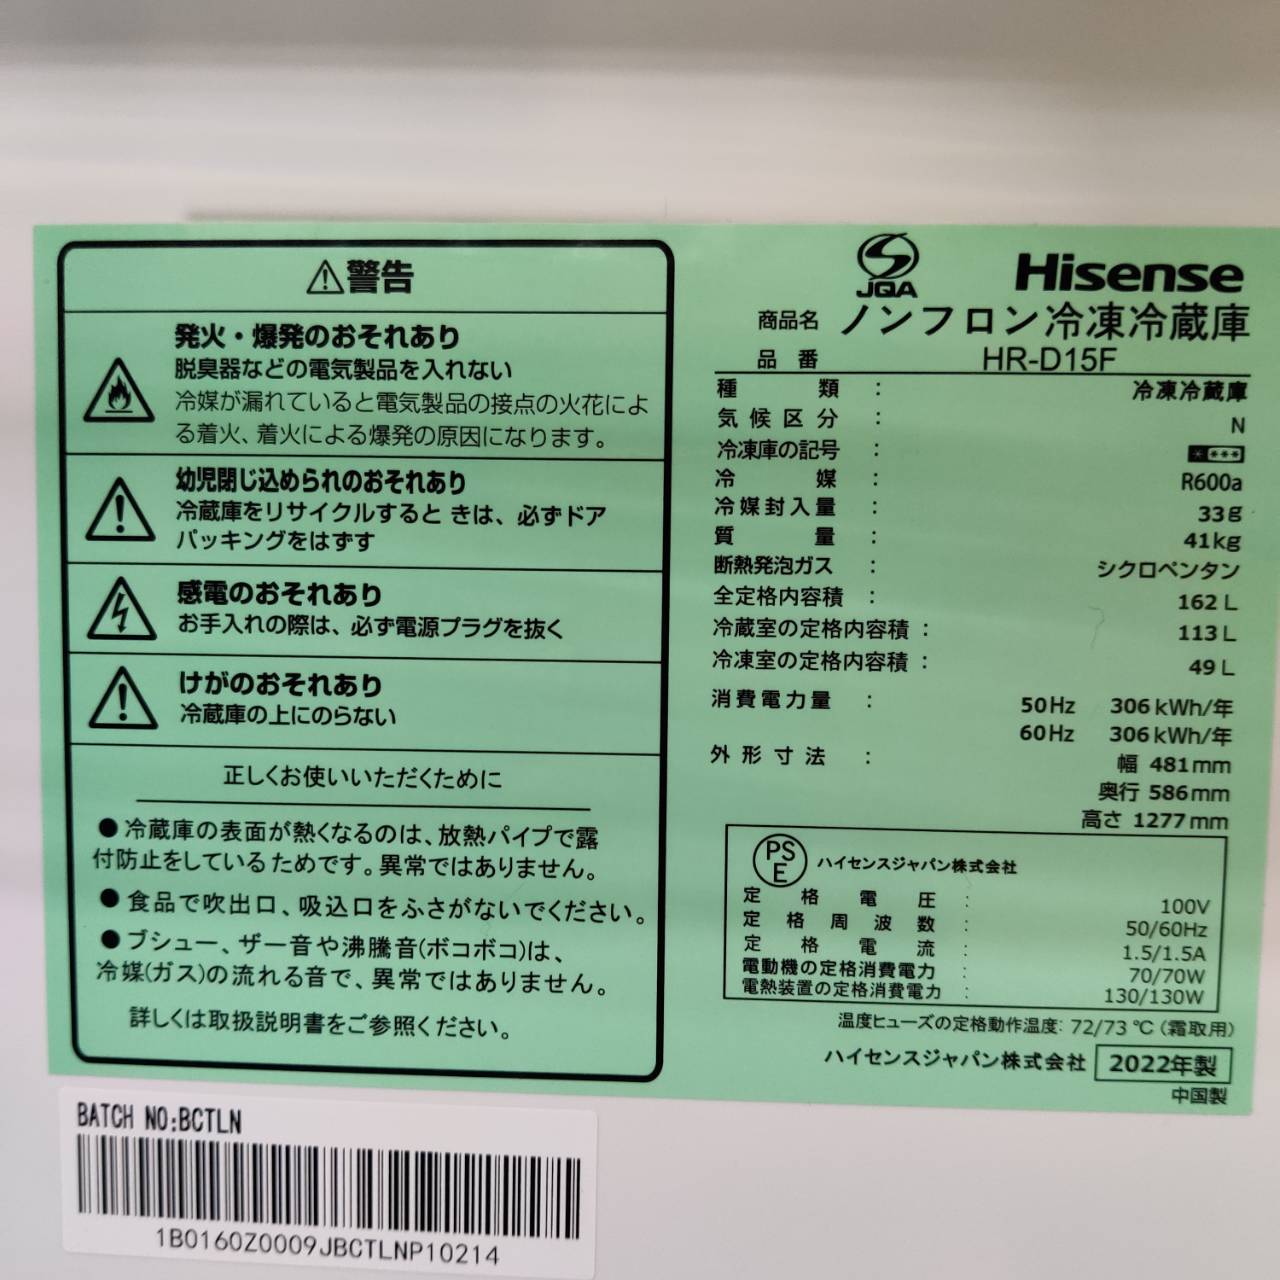 警告
発火・爆発のおそれあり
脱臭器などの電気製品を入れない
冷媒が漏れていると電気製品の接点の火花によ
る着火、着火による爆発の原因になります。
幼児閉じ込められのおそれあり
冷蔵庫をリサイクルすると きは、必ずドア
パッキングをはずす
感電のおそれあり
お手入れの際は、必ず電源プラグを抜く
けがのおそれあり
冷蔵庫の上にのらない
正しくお使いいただくために
●冷蔵庫の表面が熱くなるのは、放熱パイプで露
付防止をしているためです。異常ではありません。
●食品で吹出口、吸込口をふさがないでください。
●ブシュー、ザー音や沸騰音(ボコボコ)は、
冷媒(ガス)の流れる音で、異常ではありません。
詳しくは取扱説明書をご参照ください。
JQA
Hisense
商品名 ノンフロン冷凍冷蔵庫
品番 HR-D15F
種類 : 冷凍冷蔵庫
気候区分 : N
冷凍庫の記号 : ****
冷媒 : R600a
冷媒封入量 : 33g
質量 : 41kg
断熱発泡ガス : シクロペンタン
全定格内容積 : 162L
冷蔵室の定格内容積 : 113L
冷凍室の定格内容積 : 49L
消費電力量 : 50Hz 306kWh/年
60Hz 306kWh/年
外形寸法 : 幅 481mm
奥行 586mm
高さ 1277mm
PSE ハイセンスジャパン株式会社
定格電圧 : 100V
定格周波数 : 50/60Hz
定格電流 : 1.5/1.5A
電動機の定格消費電力 : 70/70W
電熱装置の定格消費電力 : 130/130W
温度ヒューズの定格動作温度: 72/73℃(霜取用)
ハイセンスジャパン株式会社 2022年製
中国製
BATCH NO:BCTLN
1B0160Z0009JBCTLNP10214